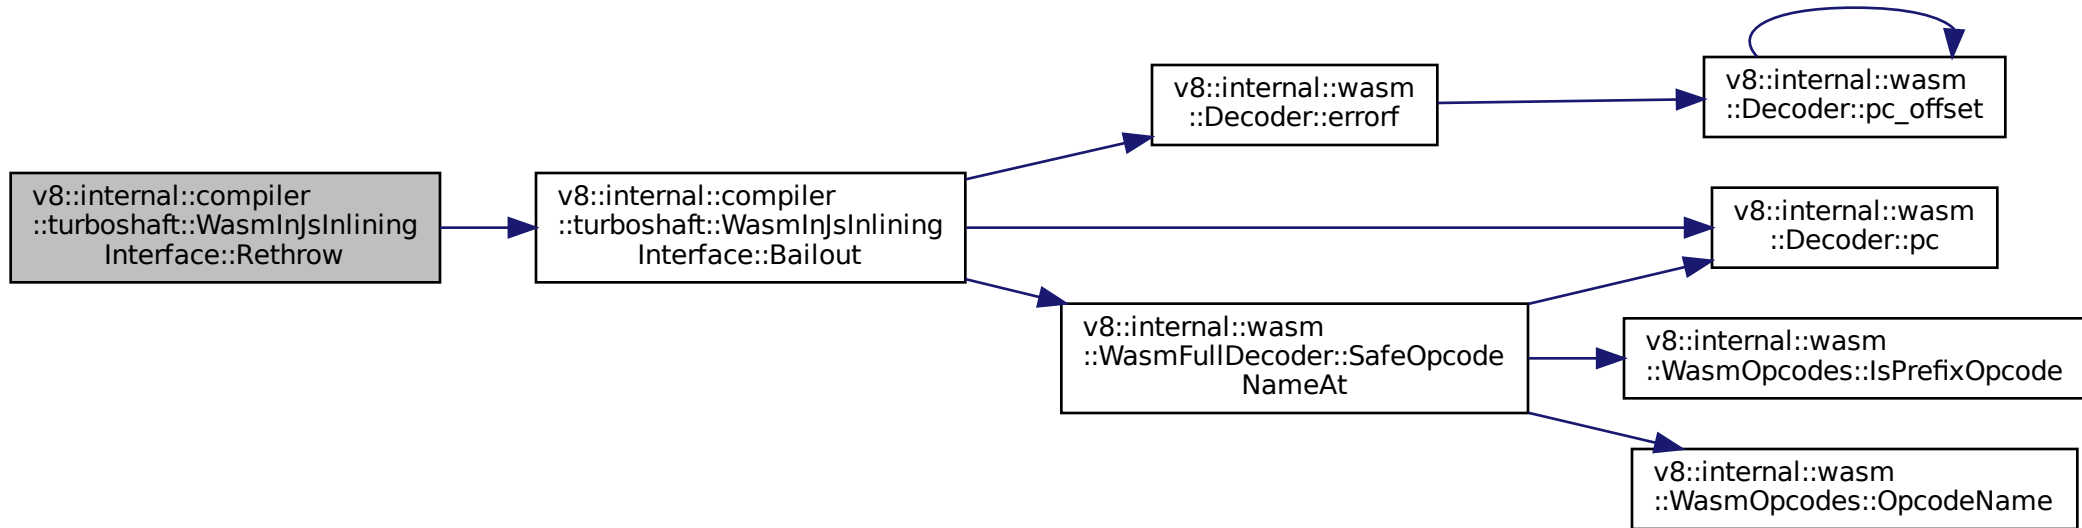 v8::internal::compiler
::turboshaft::WasmInJsInlining
Interface::Rethrow
v8::internal::compiler
::turboshaft::WasmInJsInlining
Interface::Bailout
v8::internal::wasm
::Decoder::errorf
v8::internal::wasm
::Decoder::pc_offset
v8::internal::wasm
::Decoder::pc
v8::internal::wasm
::WasmFullDecoder::SafeOpcode
NameAt
v8::internal::wasm
::WasmOpcodes::IsPrefixOpcode
v8::internal::wasm
::WasmOpcodes::OpcodeName